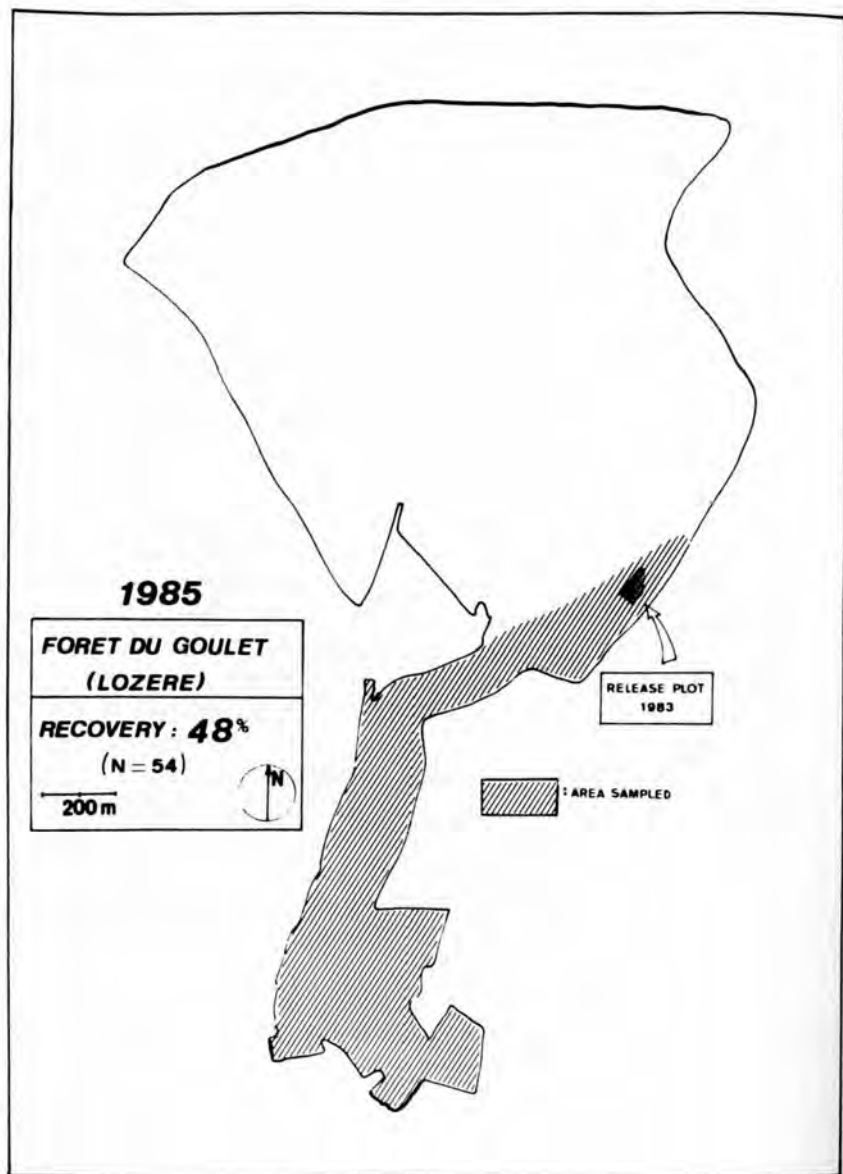 1985
FORET DU GOULET
(LOZERE)
RECOVERY : 48%
(N = 54)
200 m
N
RELEASE PLOT
1983
: AREA SAMPLED